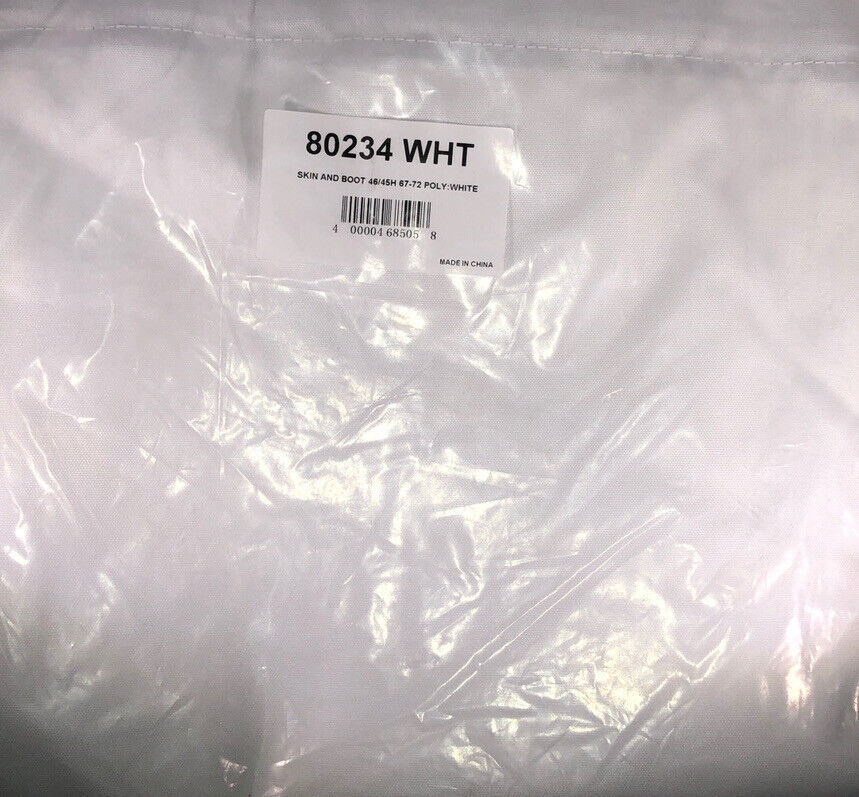 80234 WHT
SKIN AND BOOT 46/45H 67-72 POLY:WHITE
4 00004 68505 8
MADE IN CHINA